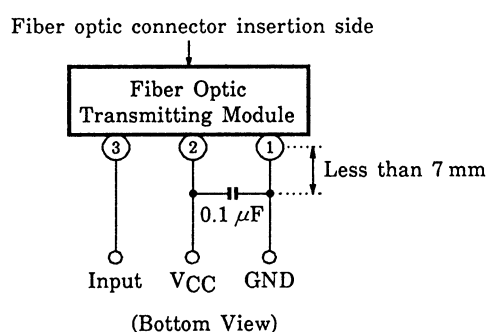 Fiber optic connector insertion side
Fiber Optic
Transmitting Module
3 2 1
Less than 7 mm
0.1 μF
Input VCC GND
(Bottom View)